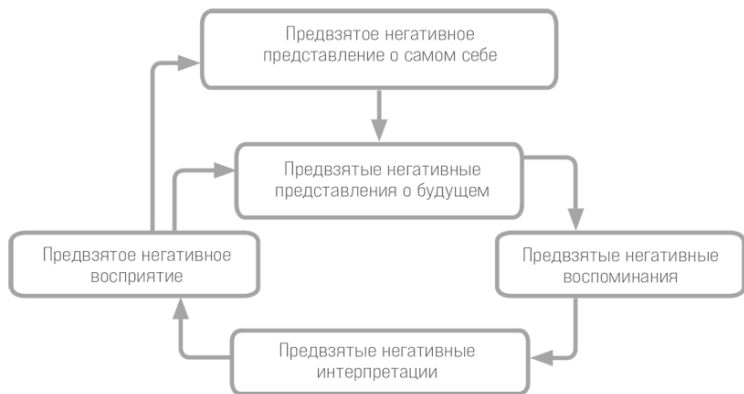 Предвзятое негативное
представление о самом себе
Предвзятые негативные
представления о будущем
Предвзятое негативное
восприятие
Предвзятые негативные
воспоминания
Предвзятые негативные
интерпретации